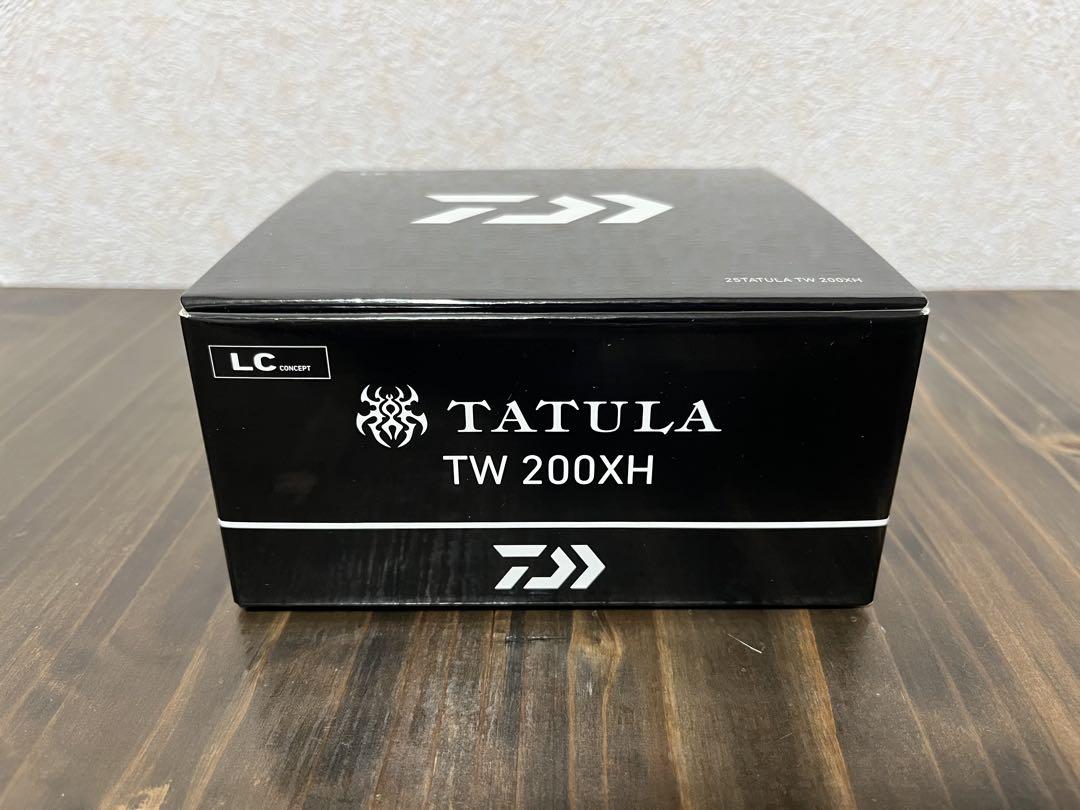 25TATULA TW 200XH
LC CONCEPT
TATULA
TW 200XH